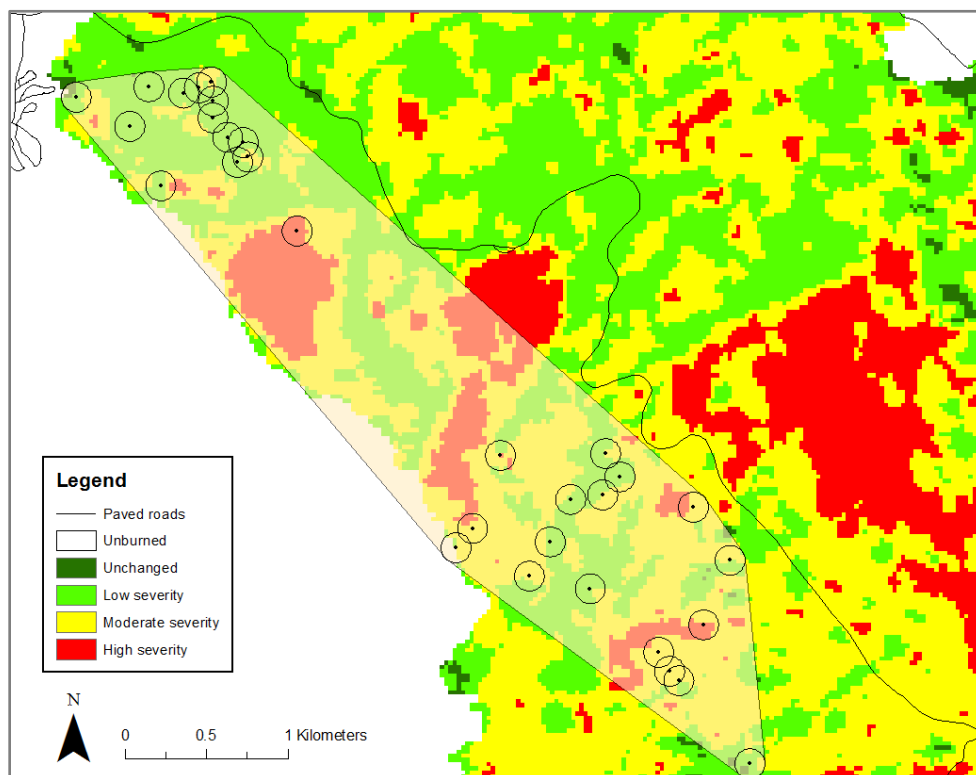 Legend
Paved roads
Unburned
Unchanged
Low severity
Moderate severity
High severity
N
0 0.5 1 Kilometers